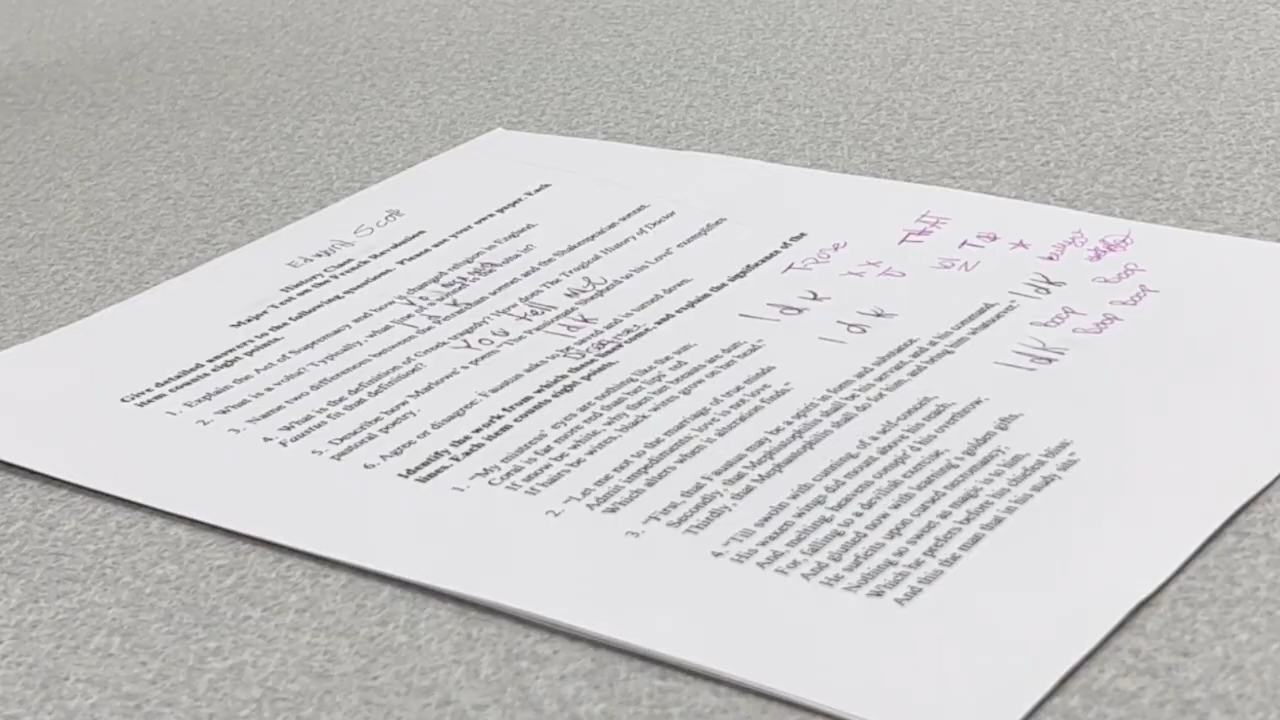 Edwin Scott
History Class
Major Test on the French Revolution
Give detailed answers to the following questions. Please use your own paper. Each
item counts eight points.
1. Explain the Act of Supremacy and how it changed religion in England.
2. What is a volta? Typically, what is the
Idk
3. Name two differences between the Petrarchan sonnet and the Shakespearian sonnet.
You tell me
4. What is the definition of Greek tragedy? How does The Tragical History of Doctor
Faustus fit that definition?
5. Describe how Marlowe's poem "The Passionate Shepherd to his Love" exemplifies
pastoral poetry.
Idk
6. Agree or disagree: Faustus asks to be saved and is turned down.
Disagree
Identify the work from which these lines and explain the significance of the
lines. Each item counts eight points.
1. "My mistress' eyes are nothing like the sun;
Coral is far more red than her lips' red
If snow be white, why then her breasts are dun;
If hairs be wires, black wires grow on her head."
Idk
2. "Let me not to the marriage of true minds
Admit impediments; love is not love
Which alters when it alteration finds."
Idk
3. "First, that Faustus may be a spirit in form and substance.
Secondly, that Mephistophilis shall be his servant, and at his command.
Thirdly, that Mephistophilis shall do for him, and bring him whatsoever."
Idk
4. "Till swoln with cunning, of a self-conceit,
His waxen wings did mount above his reach,
And, melting, heavens conspir'd his overthrow;
For, falling to a devilish exercise,
And glutted now with learning's golden gifts,
He surfeits upon cursed necromancy;
Nothing so sweet as magic is to him,
Which he prefers before his chiefest bliss:
And this the man that in his study sits."
Idk
Boop
Boop
Boop
Boop